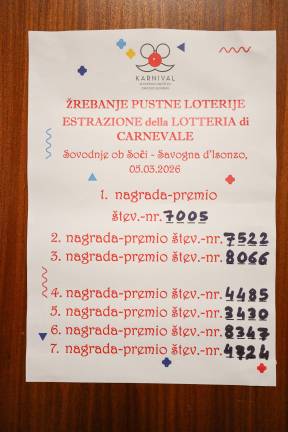 KARNIVAL
ŽREBANJE PUSTNE LOTERIJE
ESTRAZIONE della LOTTERIA di
CARNEVALE
Sovodnje ob Soči - Savogna d'Isonzo,
05.03.2026
1. nagrada-premio
štev.-nr.7005
2. nagrada-premio štev.-nr.7522
3. nagrada-premio štev.-nr.8066
4. nagrada-premio štev.-nr.4485
5. nagrada-premio štev.-nr.3430
6. nagrada-premio štev.-nr.8347
7. nagrada-premio štev.-nr.4724